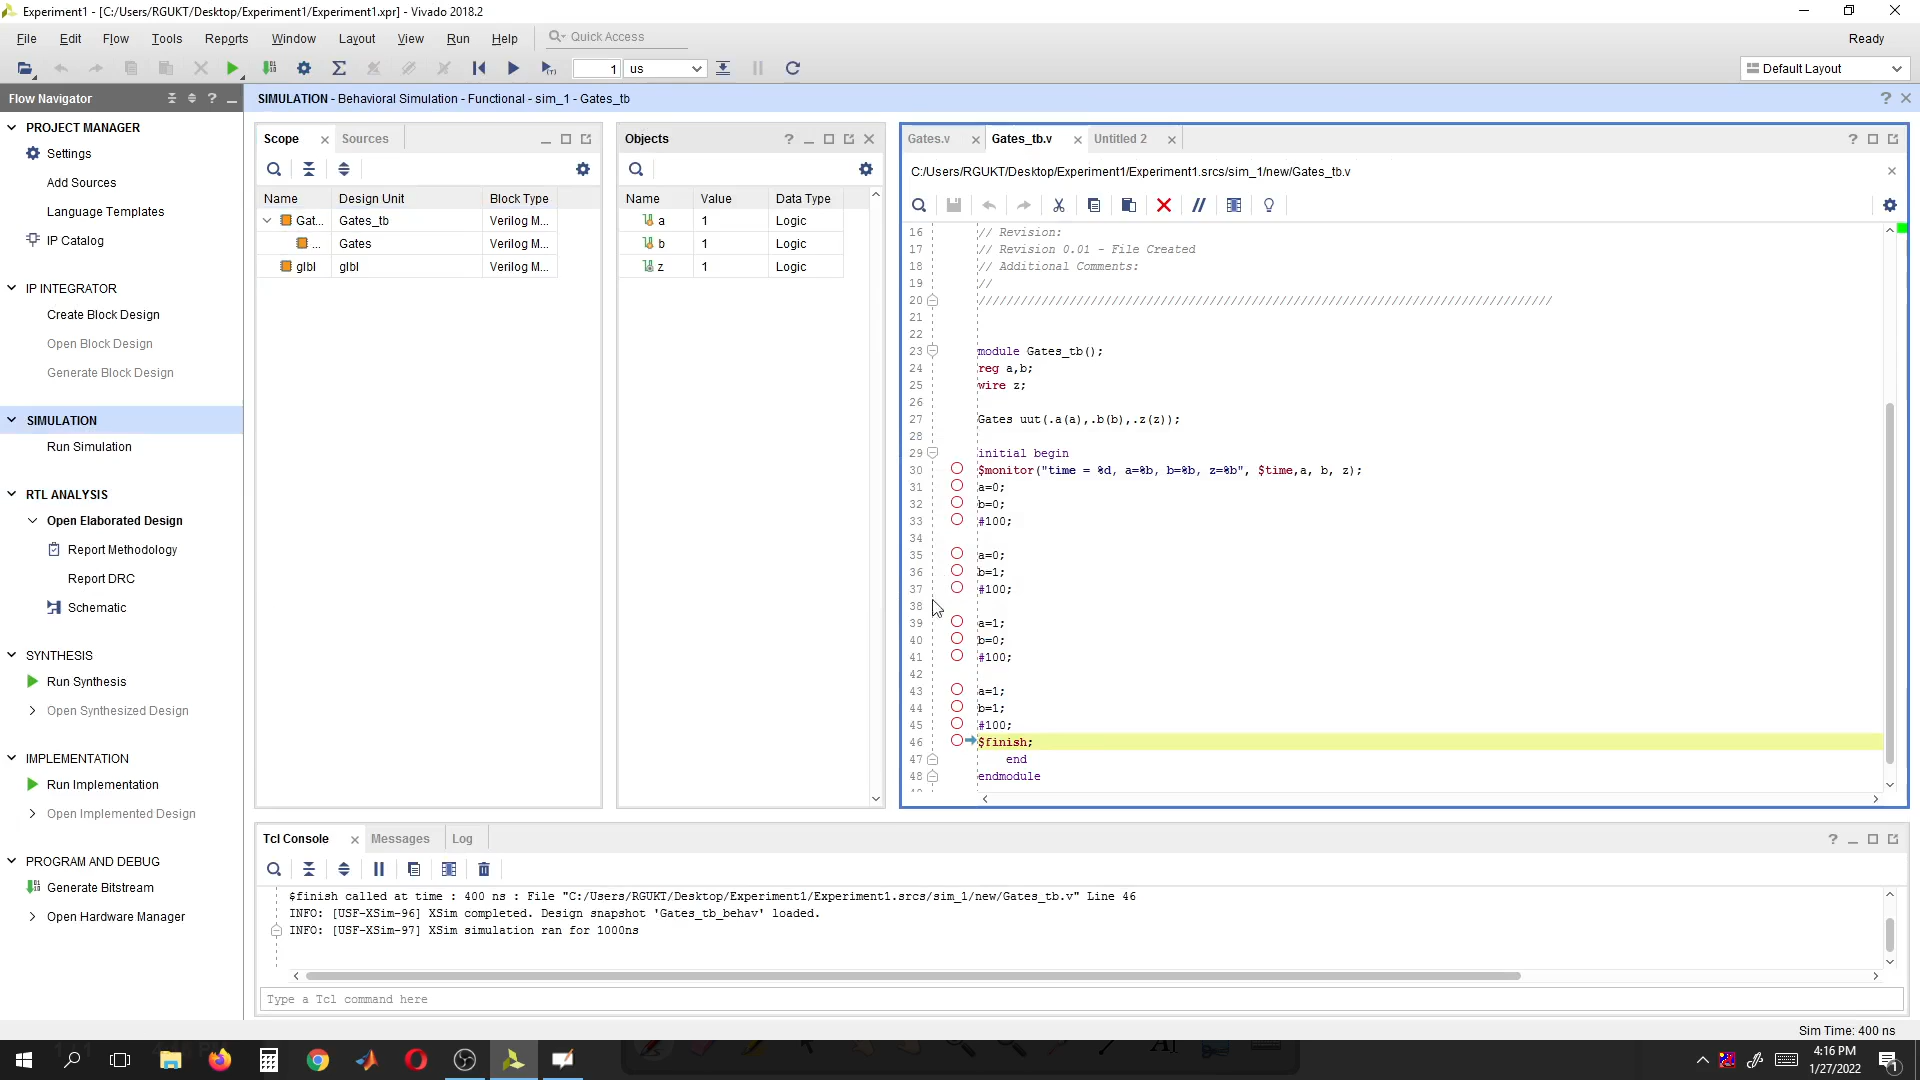 Experiment1 - [C:/Users/RGUKT/Desktop/Experiment1/Experiment1.xpr] - Vivado 2018.2
File Edit Flow Tools Reports Window Layout View Run Help Quick Access
Ready
1 us
Default Layout
Flow Navigator
SIMULATION - Behavioral Simulation - Functional - sim_1 - Gates_tb
PROJECT MANAGER
Settings
Add Sources
Language Templates
IP Catalog
IP INTEGRATOR
Create Block Design
Open Block Design
Generate Block Design
SIMULATION
Run Simulation
RTL ANALYSIS
Open Elaborated Design
Report Methodology
Report DRC
Schematic
SYNTHESIS
Run Synthesis
Open Synthesized Design
IMPLEMENTATION
Run Implementation
Open Implemented Design
PROGRAM AND DEBUG
Generate Bitstream
Open Hardware Manager
Scope Sources
Name Design Unit Block Type
Gat... Gates_tb Verilog M...
... Gates Verilog M...
glbl glbl Verilog M...
Objects
Name Value Data Type
a 1 Logic
b 1 Logic
z 1 Logic
Gates.v Gates_tb.v Untitled 2
C:/Users/RGUKT/Desktop/Experiment1/Experiment1.srcs/sim_1/new/Gates_tb.v
16 // Revision:
17 // Revision 0.01 - File Created
18 // Additional Comments:
19 //
20 //////////////////////////////////////////////////////////////////////////////////
21
22
23 module Gates_tb();
24 reg a,b;
25 wire z;
26
27 Gates uut(.a(a),.b(b),.z(z));
28
29 initial begin
30 $monitor("time = %d, a=%b, b=%b, z=%b", $time,a, b, z);
31 a=0;
32 b=0;
33 #100;
34
35 a=0;
36 b=1;
37 #100;
38
39 a=1;
40 b=0;
41 #100;
42
43 a=1;
44 b=1;
45 #100;
46 $finish;
47 end
48 endmodule
Tcl Console Messages Log
$finish called at time : 400 ns : File "C:/Users/RGUKT/Desktop/Experiment1/Experiment1.srcs/sim_1/new/Gates_tb.v" Line 46
INFO: [USF-XSim-96] XSim completed. Design snapshot 'Gates_tb_behav' loaded.
INFO: [USF-XSim-97] XSim simulation ran for 1000ns
Type a Tcl command here
Sim Time: 400 ns
4:16 PM
1/27/2022
1